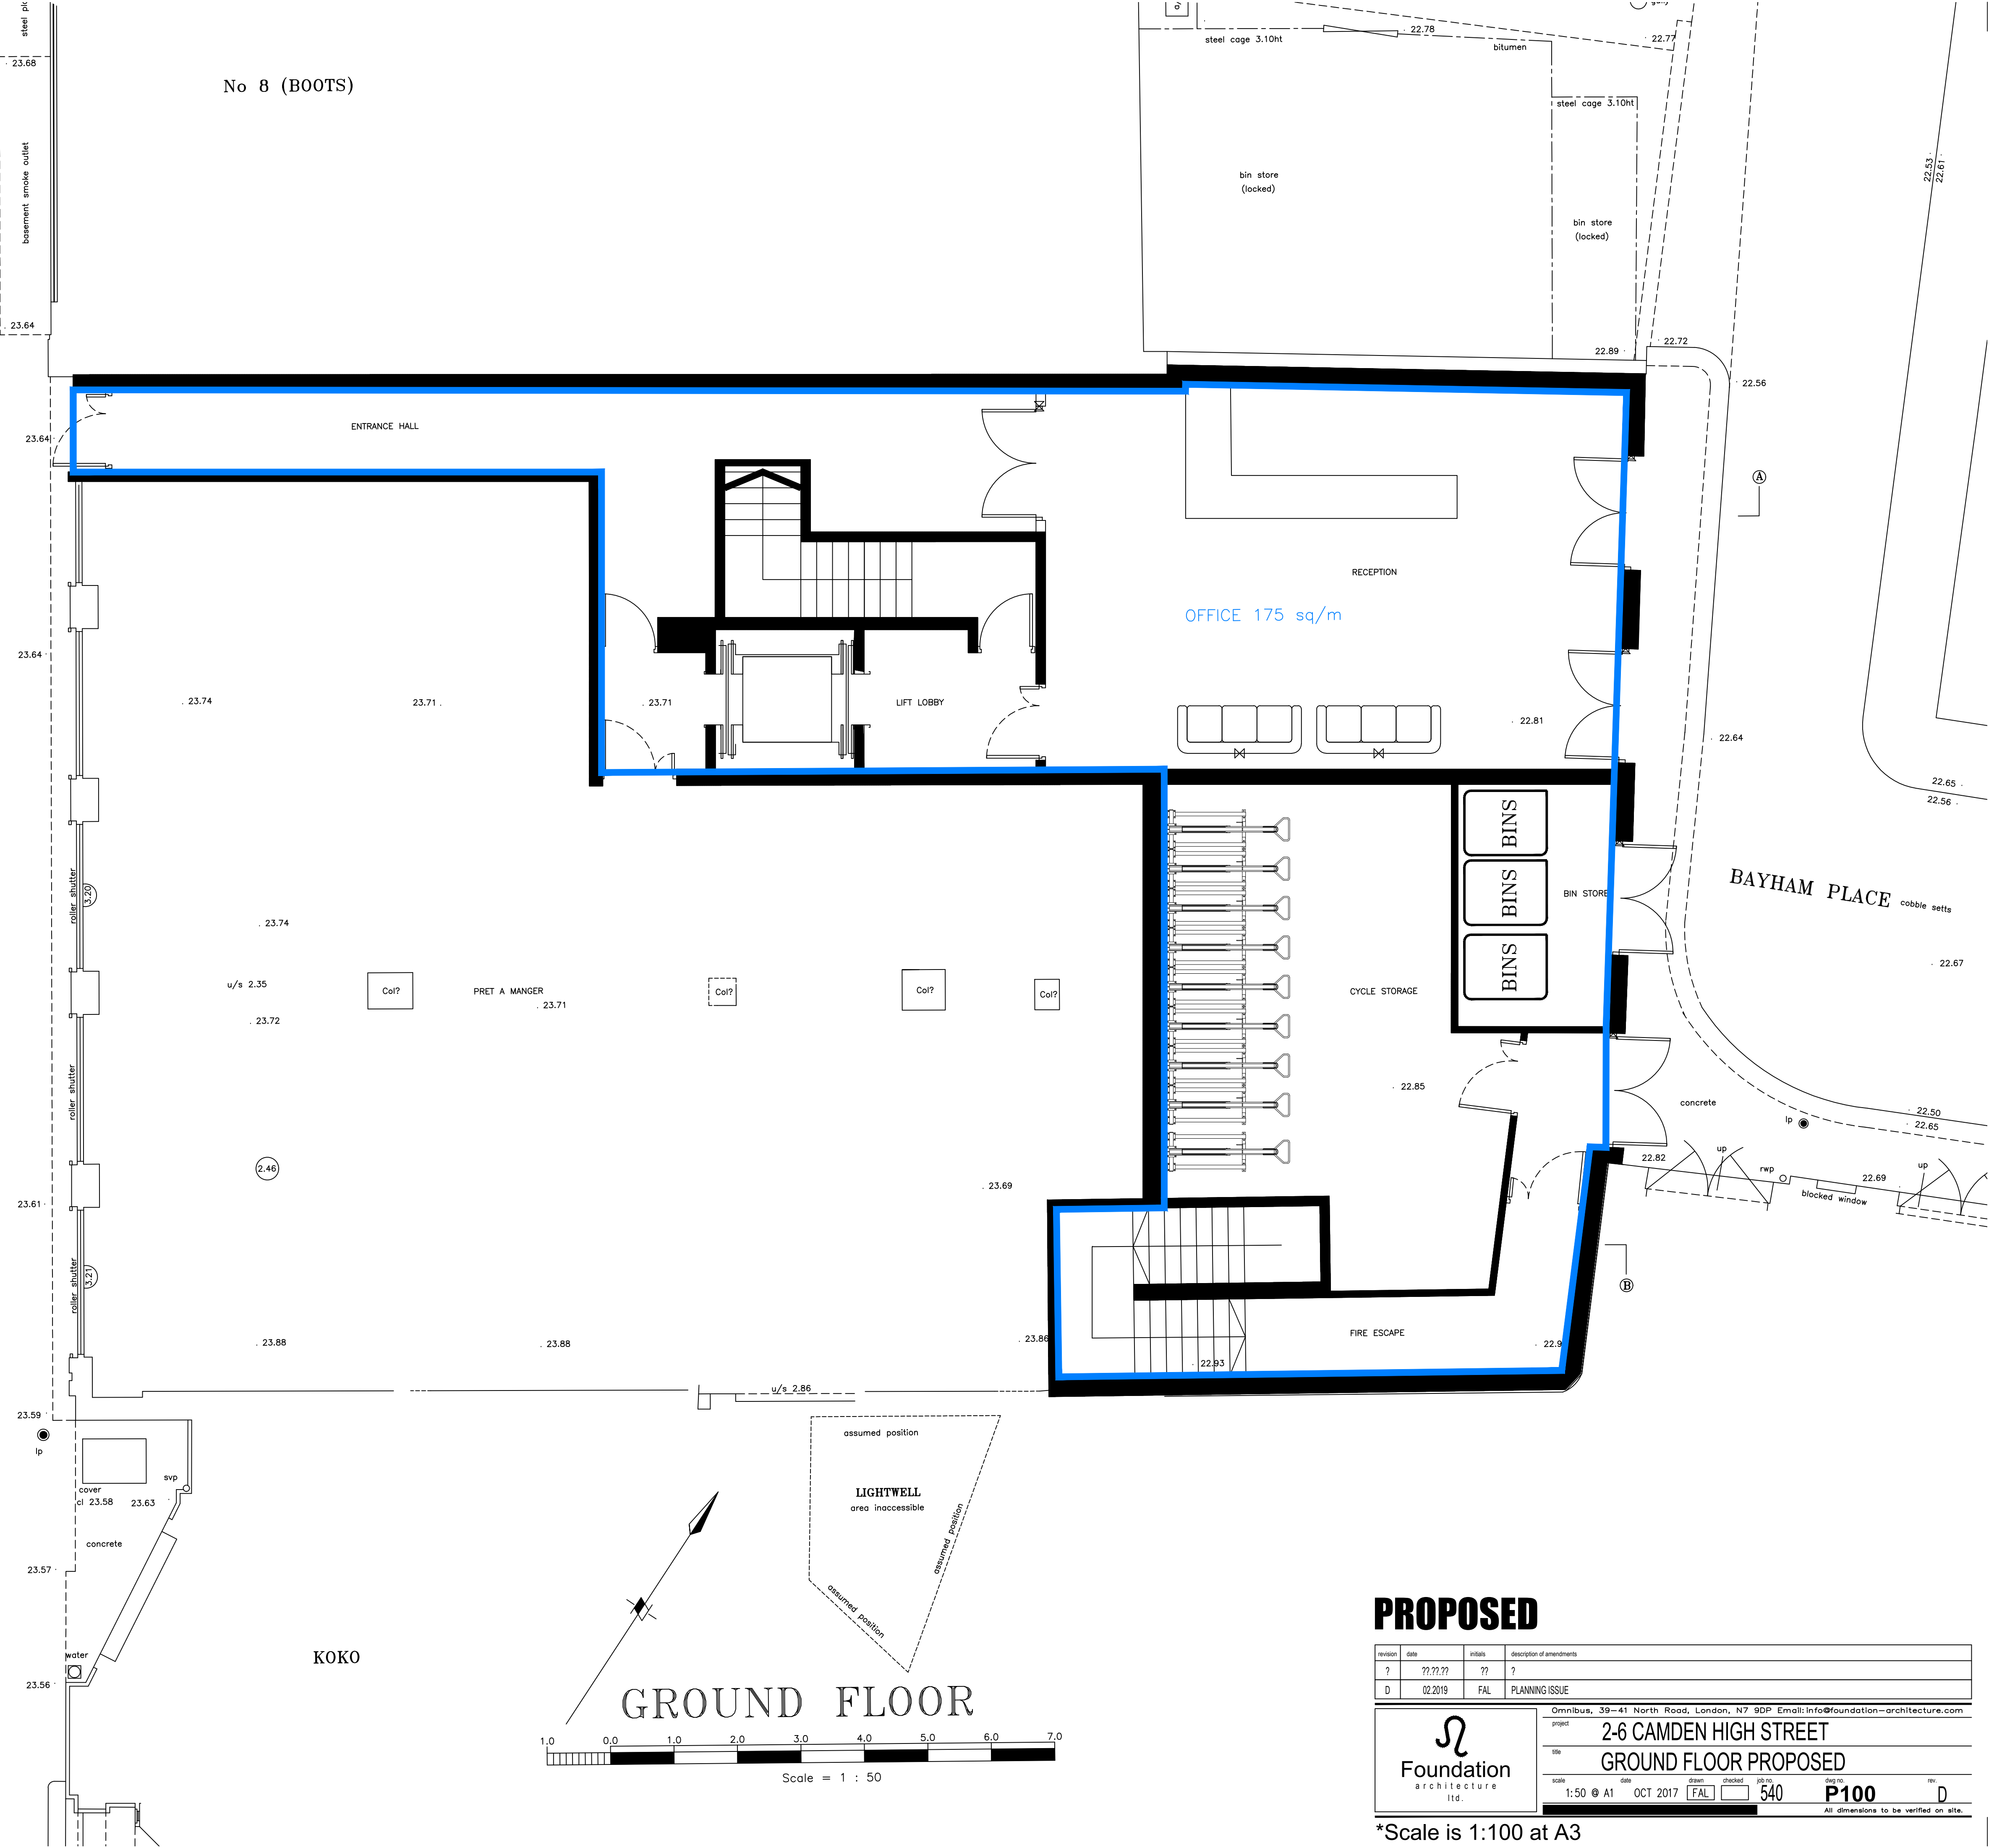 steel cage 3.10ht
22.78
bitumen
22.77
23.68
No 8 (BOOTS)
steel cage 3.10ht
basement smoke outlet
bin store
(locked)
22.53
22.61
bin store
(locked)
23.64
22.89
22.72
22.56
ENTRANCE HALL
23.64
A
RECEPTION
OFFICE 175 sq/m
23.64
23.74
23.71
23.71
LIFT LOBBY
22.81
22.64
22.65
22.56
BINS
BINS
BINS
BIN STORE
BAYHAM PLACE
cobble setts
roller shutter
3.20
23.74
u/s 2.35
Col?
PRET A MANGER
23.71
Col?
Col?
Col?
CYCLE STORAGE
22.67
23.72
roller shutter
22.85
concrete
lp
22.50
22.65
2.46
22.82
up
rwp
22.69
up
blocked window
23.61
23.69
roller shutter
3.21
B
23.88
23.88
23.86
FIRE ESCAPE
22.93
22.9
u/s 2.86
23.59
lp
assumed position
LIGHTWELL
area inaccessible
assumed position
assumed position
cover
cl 23.58
23.63
svp
concrete
23.57
water
23.56
KOKO
GROUND FLOOR
1.0 0.0 1.0 2.0 3.0 4.0 5.0 6.0 7.0
Scale = 1 : 50
PROPOSED
revision date initials description of amendments
? ??.??.?? ?? ?
D 02.2019 FAL PLANNING ISSUE
Foundation
architecture
ltd.
Omnibus, 39-41 North Road, London, N7 9DP Email:info@foundation-architecture.com
project 2-6 CAMDEN HIGH STREET
title GROUND FLOOR PROPOSED
scale date drawn checked job no. dwg no. rev.
1:50 @ A1 OCT 2017 FAL 540 P100 D
All dimensions to be verified on site.
*Scale is 1:100 at A3